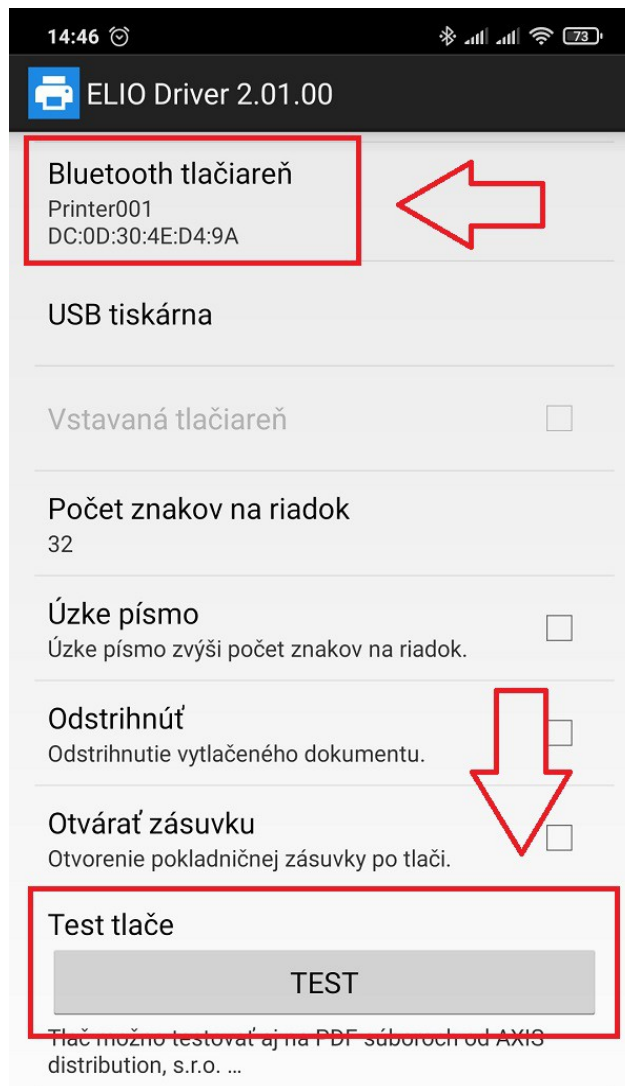 14:46
73
ELIO Driver 2.01.00
Bluetooth tlačiareň
Printer001
DC:0D:30:4E:D4:9A
USB tiskárna
Vstavaná tlačiareň
Počet znakov na riadok
32
Úzke písmo
Úzke písmo zvýši počet znakov na riadok.
Odstrihnúť
Odstrihnutie vytlačeného dokumentu.
Otvárať zásuvku
Otvorenie pokladničnej zásuvky po tlači.
Test tlače
TEST
Tlač možno testovať aj na PDF súboroch od AXIS
distribution, s.r.o. ...